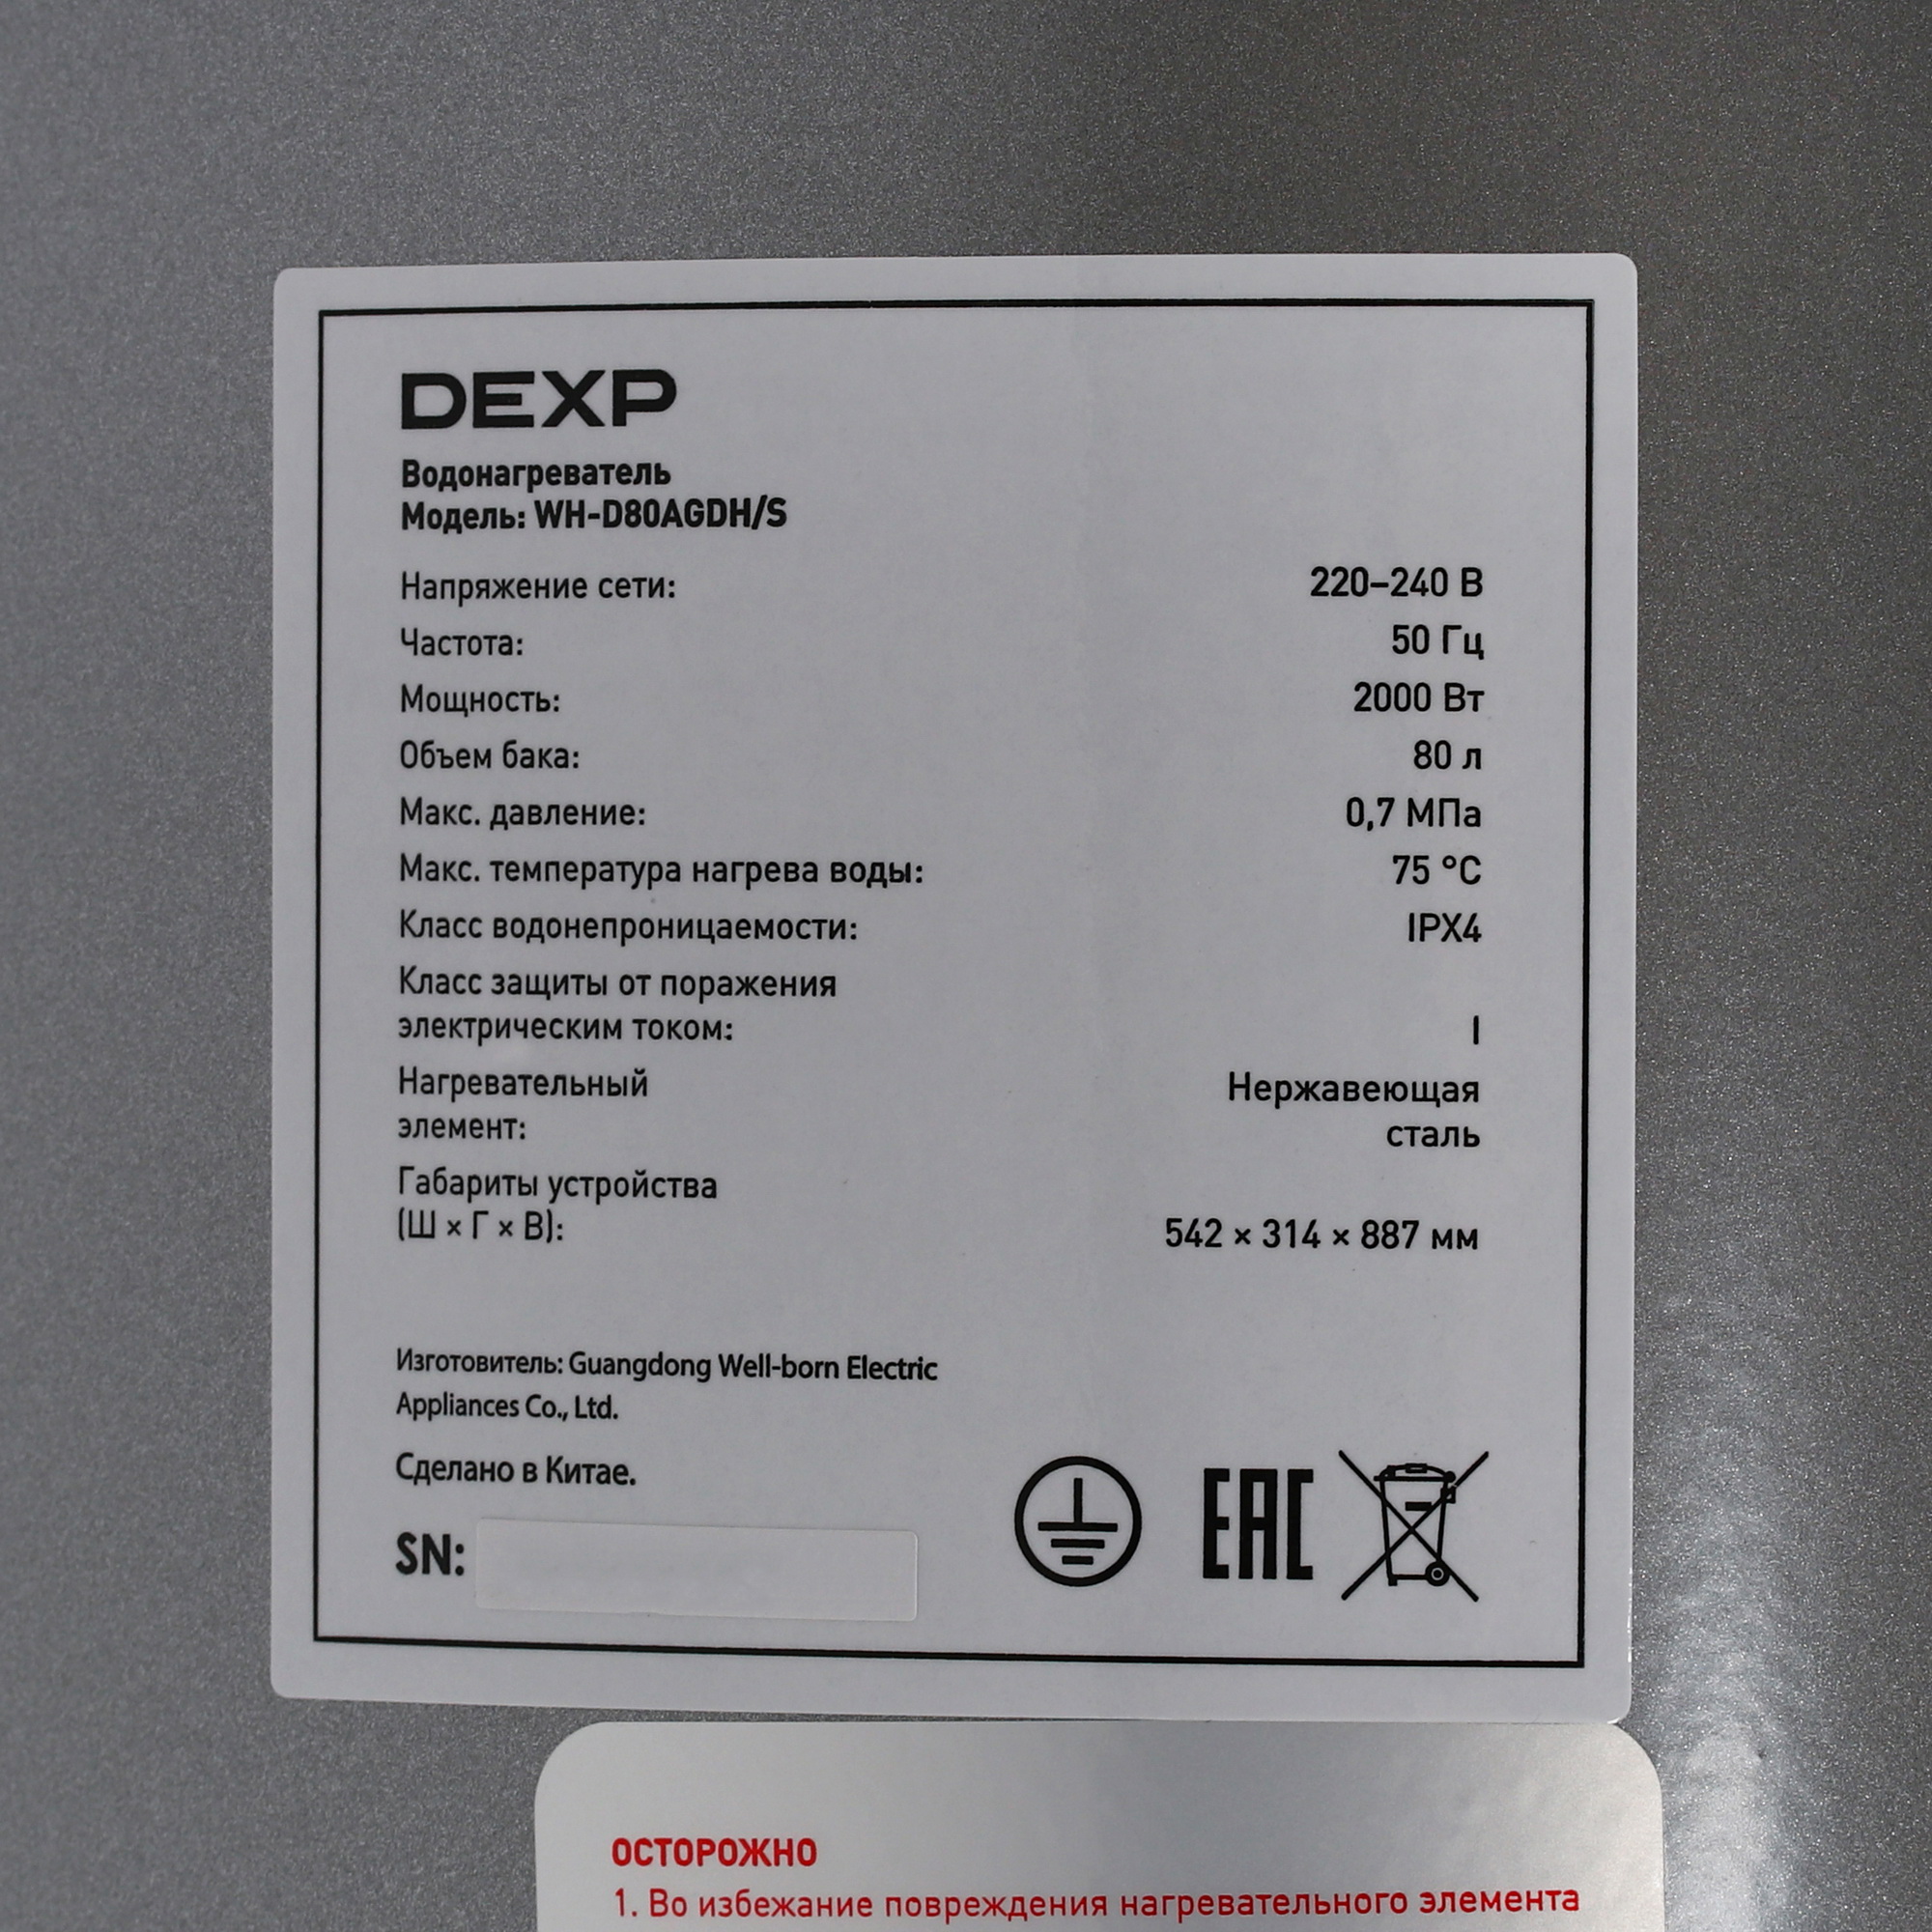 DEXP
Водонагреватель
Модель: WH-D80AGDH/S
Напряжение сети: 220–240 В
Частота: 50 Гц
Мощность: 2000 Вт
Объем бака: 80 л
Макс. давление: 0,7 МПа
Макс. температура нагрева воды: 75 °C
Класс водонепроницаемости: IPX4
Класс защиты от поражения
электрическим током: I
Нагревательный Нержавеющая
элемент: сталь
Габариты устройства
(Ш × Г × В): 542 × 314 × 887 мм
Изготовитель: Guangdong Well-born Electric
Appliances Co., Ltd.
Сделано в Китае.
SN:
EAC
ОСТОРОЖНО
1. Во избежание повреждения нагревательного элемента